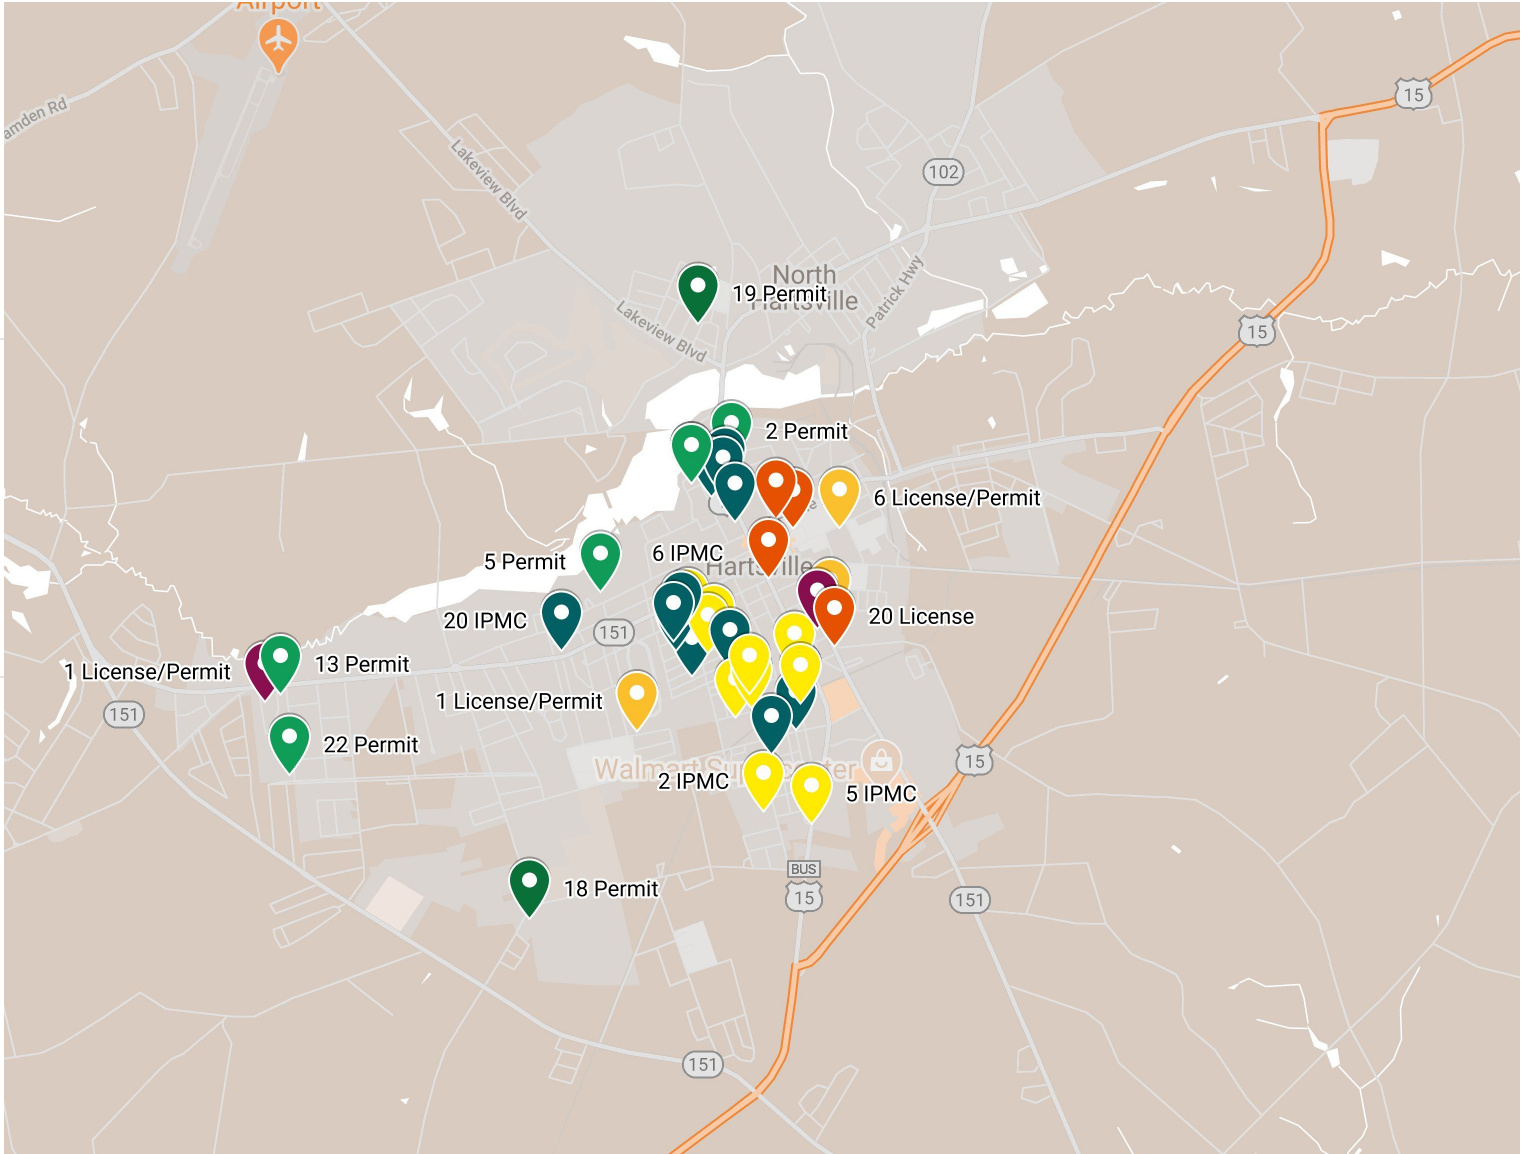 Airport
15
amden Rd
Lakeview Blvd
102
North
Hartsville
19 Permit
Patrick Hwy
Lakeview Blvd
15
2 Permit
6 License/Permit
6 IPMC
5 Permit
Hartsville
20 IPMC
20 License
151
1 License/Permit
13 Permit
1 License/Permit
151
22 Permit
15
Walmart Supercenter
2 IPMC
5 IPMC
BUS
15
18 Permit
151
151